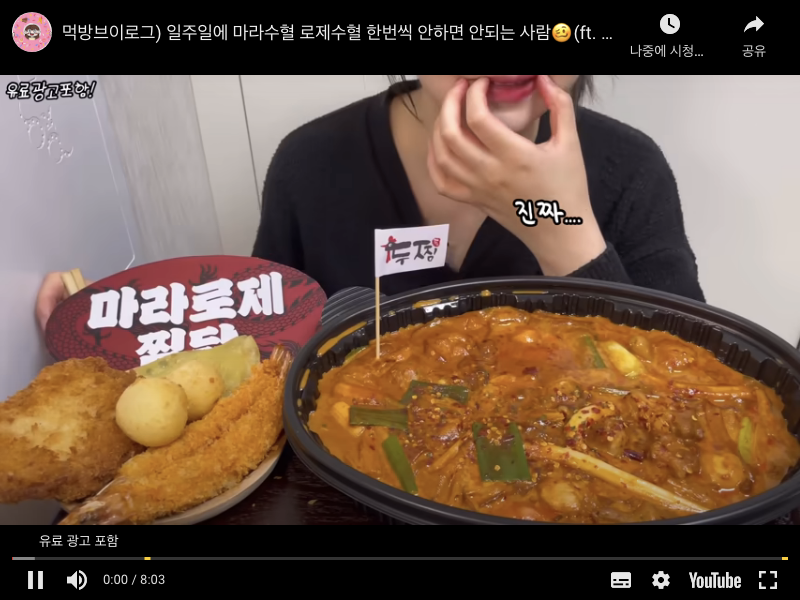 먹방브이로그) 일주일에 마라수혈 로제수혈 한번씩 안하면 안되는 사람🥴(ft. ...
나중에 시청...
공유
유료광고포함!
진짜....
두찜
마라로제
찜닭
유료 광고 포함
0:00 / 8:03
YouTube